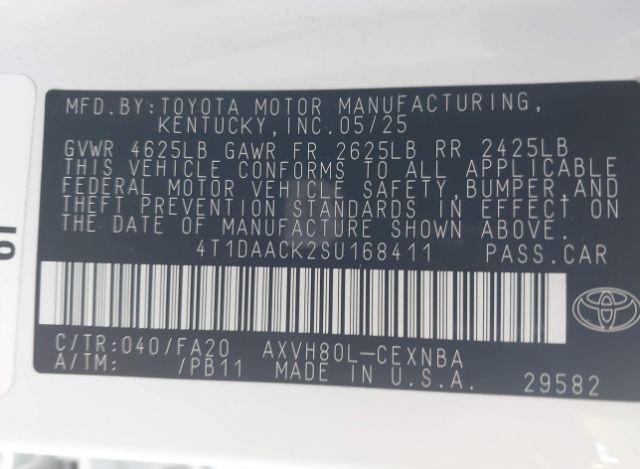 MFD.BY:TOYOTA MOTOR MANUFACTURING,
KENTUCKY,INC.05/25
GVWR 4625LB GAWR FR 2625LB RR 2425LB
THIS VEHICLE CONFORMS TO ALL APPLICABLE
FEDERAL MOTOR VEHICLE SAFETY,BUMPER,AND
THEFT PREVENTION STANDARDS IN EFFECT ON
THE DATE OF MANUFACTURE SHOWN ABOVE.
4T1DAACK2SU168411 PASS.CAR
C/TR:040/FA20 AXVH80L-CEXNBA
A/TM: /PB11 MADE IN U.S.A.
29582